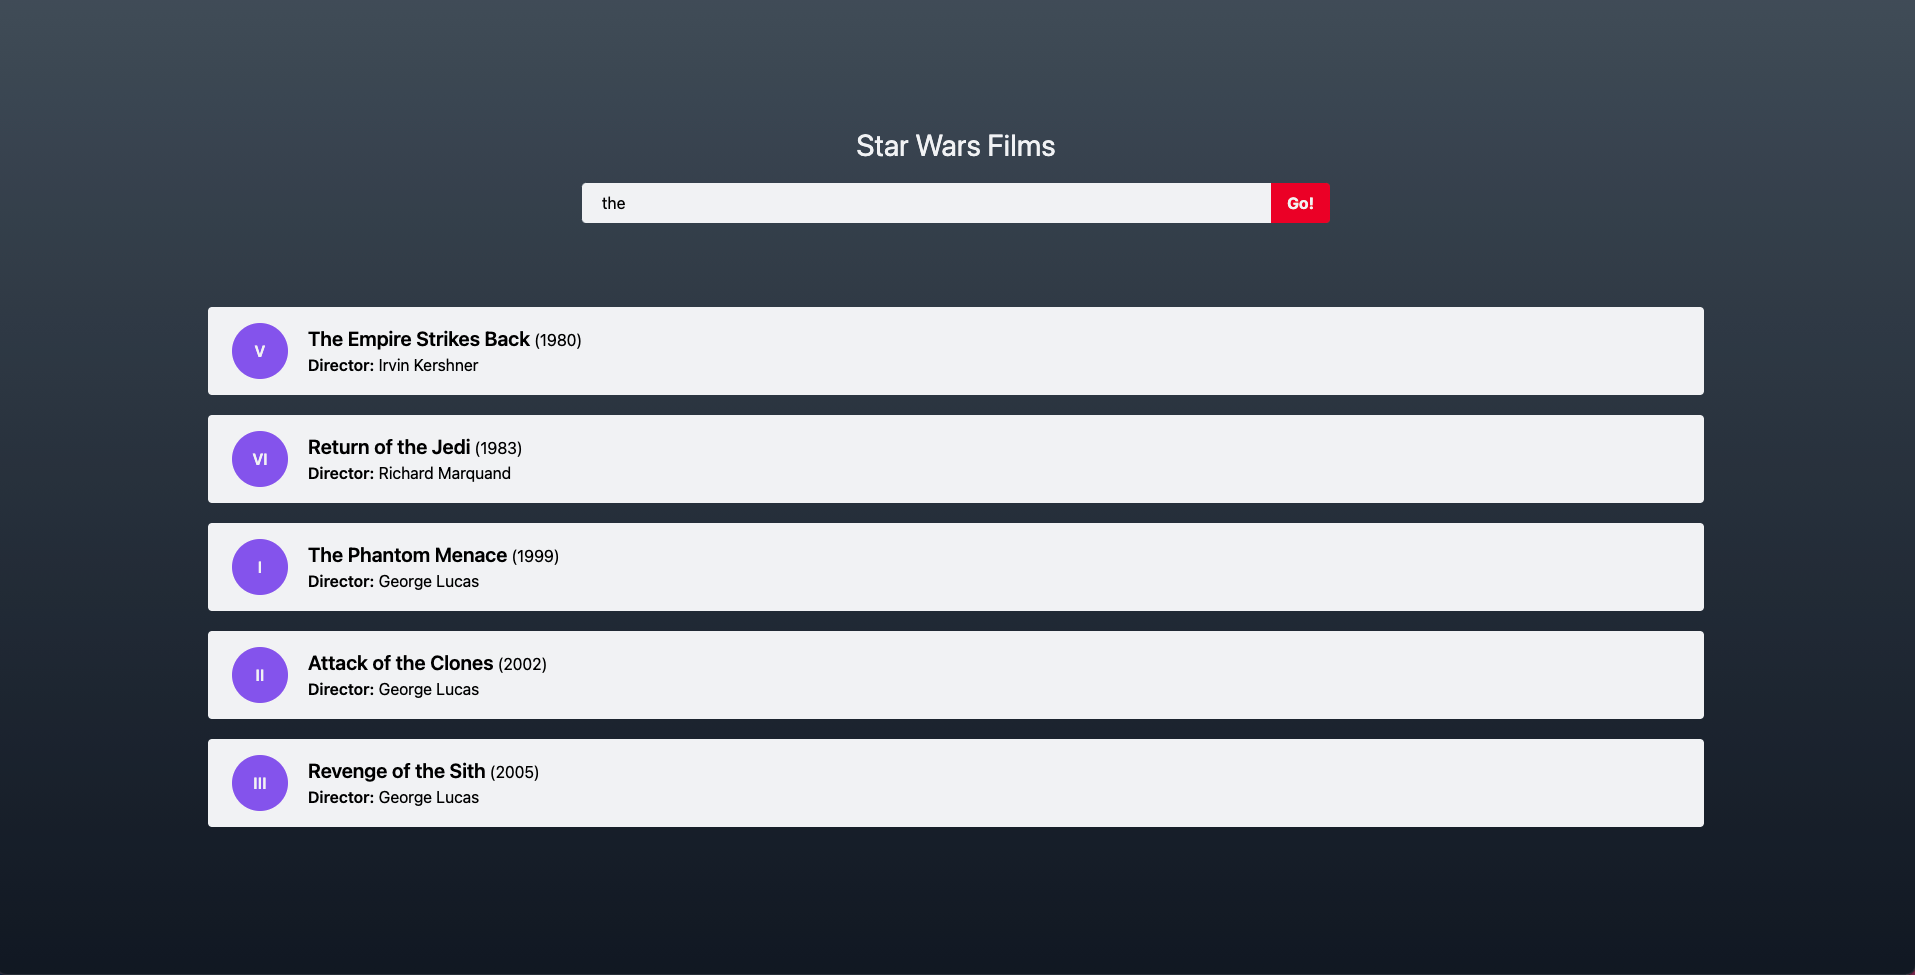 Star Wars Films
the
Go!
V
The Empire Strikes Back (1980)
Director: Irvin Kershner
VI
Return of the Jedi (1983)
Director: Richard Marquand
I
The Phantom Menace (1999)
Director: George Lucas
II
Attack of the Clones (2002)
Director: George Lucas
III
Revenge of the Sith (2005)
Director: George Lucas